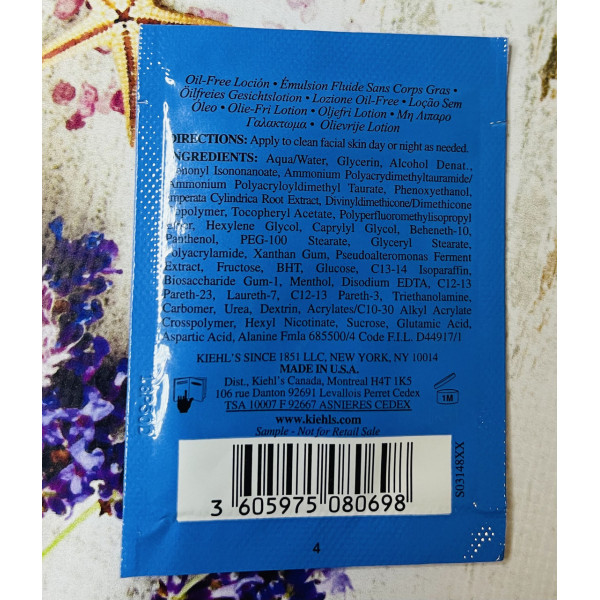 Oil-Free Loción • Émulsion Fluide Sans Corps Gras •
Ölfreies Gesichtslotion • Lozione Oil-Free • Loção Sem
Óleo • Olie-Fri Lotion • Oljefri Lotion • Μη Λιπαρο
Γαλακτωμα • Olievrije Lotion
DIRECTIONS: Apply to clean facial skin day or night as needed.
INGREDIENTS: Aqua/Water, Glycerin, Alcohol Denat.,
Isononyl Isononanoate, Ammonium Polyacrydimethyltauramide/
Ammonium Polyacryloyldimethyl Taurate, Phenoxyethanol,
Imperata Cylindrica Root Extract, Divinyldimethicone/Dimethicone
Copolymer, Tocopheryl Acetate, Polyperfluoromethylisopropyl
Ether, Hexylene Glycol, Caprylyl Glycol, Beheneth-10,
Panthenol, PEG-100 Stearate, Glyceryl Stearate,
Polyacrylamide, Xanthan Gum, Pseudoalteromonas Ferment
Extract, Fructose, BHT, Glucose, C13-14 Isoparaffin,
Biosaccharide Gum-1, Menthol, Disodium EDTA, C12-13
Pareth-23, Laureth-7, C12-13 Pareth-3, Triethanolamine,
Carbomer, Urea, Dextrin, Acrylates/C10-30 Alkyl Acrylate
Crosspolymer, Hexyl Nicotinate, Sucrose, Glutamic Acid,
Aspartic Acid, Alanine Fmla 685500/4 Code F.I.L. D44917/1
KIEHL'S SINCE 1851 LLC, NEW YORK, NY 10014
MADE IN U.S.A.
Dist., Kiehl's Canada, Montreal H4T 1K5
106 rue Danton 92691 Levallois Perret Cedex
TSA 10007 F 92667 ASNIERES CEDEX
1M
www.kiehls.com
Sample - Not for Retail Sale
3 605975 080698
S03148XX
4